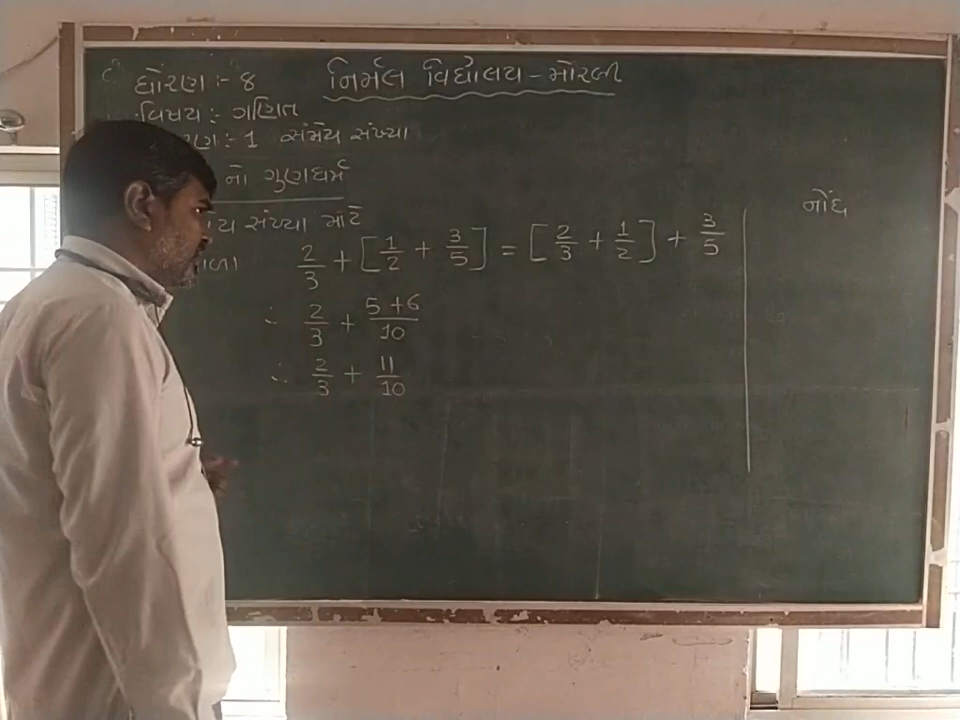 ધોરણ :- ૪ નિર્મલ વિદ્યાલય - મોરબી
વિષય :- ગણિત
:- 1 સંમેય સંખ્યા
નો ગુણધર્મ
સંખ્યા માટે
નોંધ
2/3 + [1/2 + 3/5] = [2/3 + 1/2] + 3/5
∴ 2/3 + 5+6/10
∴ 2/3 + 11/10